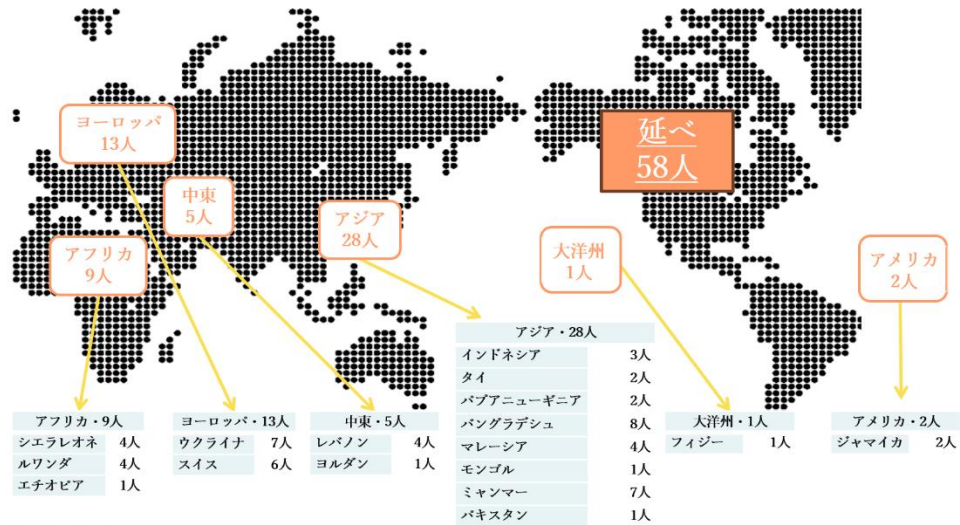 ヨーロッパ
13人
中東
5人
アジア
28人
アフリカ
9人
延べ
58人
大洋州
1人
アメリカ
2人
アフリカ・9人
シエラレオネ 4人
ルワンダ 4人
エチオピア 1人
ヨーロッパ・13人
ウクライナ 7人
スイス 6人
中東・5人
レバノン 4人
ヨルダン 1人
アジア・28人
インドネシア 3人
タイ 2人
パプアニューギニア 2人
バングラデシュ 8人
マレーシア 4人
モンゴル 1人
ミャンマー 7人
パキスタン 1人
大洋州・1人
フィジー 1人
アメリカ・2人
ジャマイカ 2人